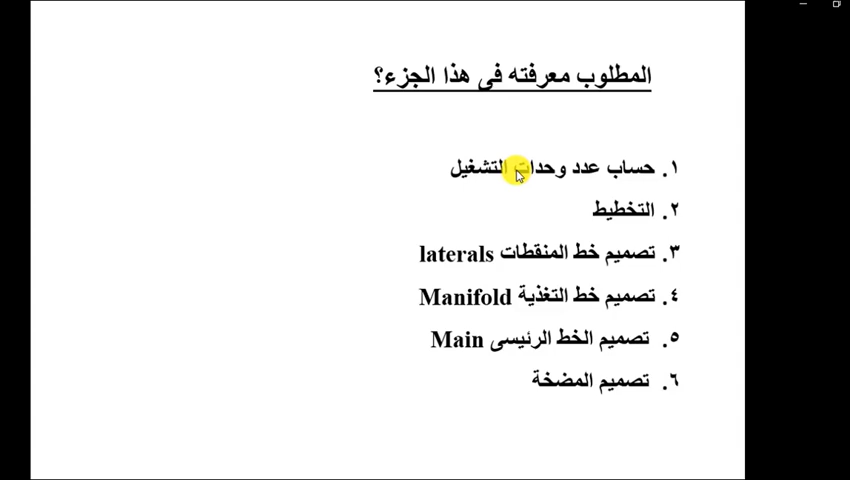 المطلوب معرفته فى هذا الجزء؟
١. حساب عدد وحدات التشغيل
٢. التخطيط
٣. تصميم خط المنقطات laterals
٤. تصميم خط التغذية Manifold
٥. تصميم الخط الرئيسى Main
٦. تصميم المضخة